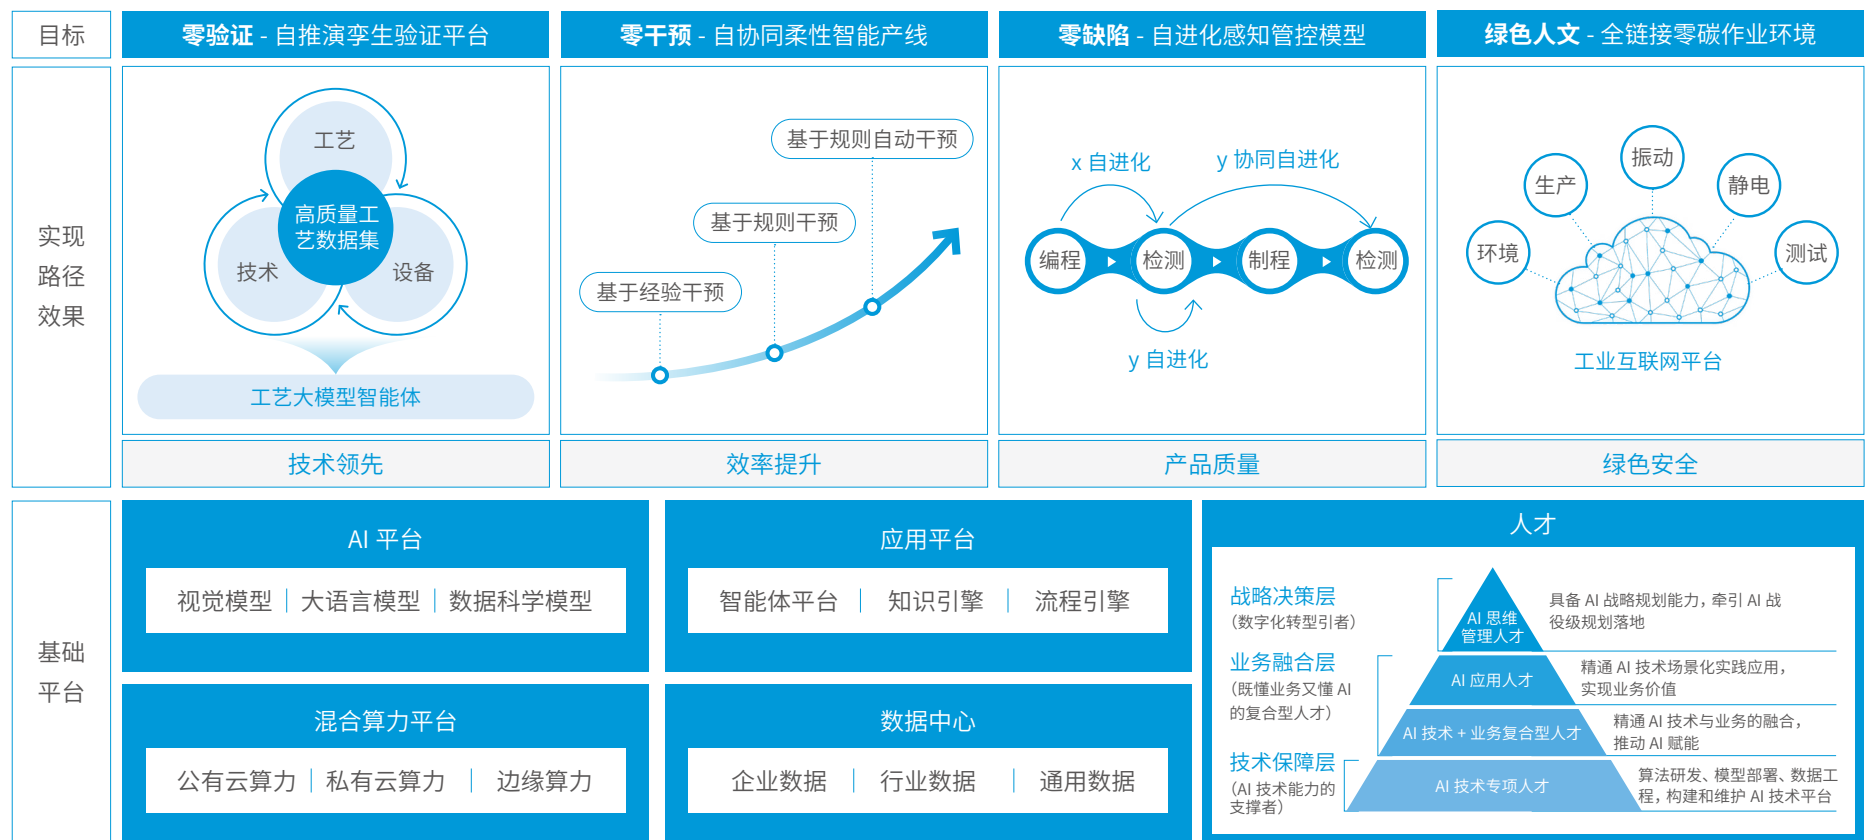 目标
零验证 - 自推演孪生验证平台
零干预 - 自协同柔性智能产线
零缺陷 - 自进化感知管控模型
绿色人文 - 全链接零碳作业环境
实现
路径
效果
工艺
高质量工
艺数据集
技术
设备
工艺大模型智能体
基于规则自动干预
基于规则干预
基于经验干预
x 自进化
y 协同自进化
编程
检测
制程
检测
y 自进化
振动
生产
静电
环境
测试
工业互联网平台
技术领先
效率提升
产品质量
绿色安全
基础
平台
AI 平台
视觉模型
大语言模型
数据科学模型
应用平台
智能体平台
知识引擎
流程引擎
混合算力平台
公有云算力
私有云算力
边缘算力
数据中心
企业数据
行业数据
通用数据
人才
战略决策层
（数字化转型引者）
AI 思维
管理人才
具备 AI 战略规划能力，牵引 AI 战
役级规划落地
业务融合层
（既懂业务又懂 AI
的复合型人才）
AI 应用人才
精通 AI 技术场景化实践应用，
实现业务价值
AI 技术 + 业务复合型人才
精通 AI 技术与业务的融合，
推动 AI 赋能
技术保障层
（AI 技术能力的
支撑者）
AI 技术专项人才
算法研发、模型部署、数据工
程，构建和维护 AI 技术平台